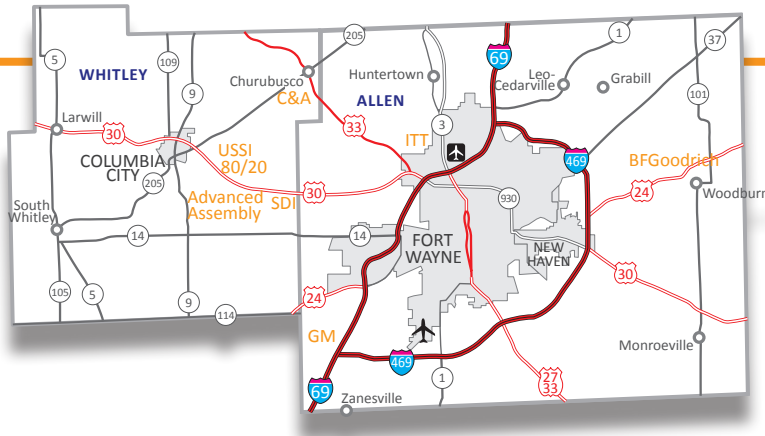 205
1
69
5
37
109
WHITLEY
Churubusco
Huntertown
Leo-
Cedarville
Grabill
9
C&A
ALLEN
101
Larwill
33
3
30
ITT
USSI
80/20
469
BFGoodrich
COLUMBIA
CITY
205
30
Advanced
Assembly
SDI
930
24
Woodburn
South
Whitley
14
14
FORT
WAYNE
NEW
HAVEN
30
105
5
9
24
114
GM
469
Monroeville
1
27
33
69
Zanesville